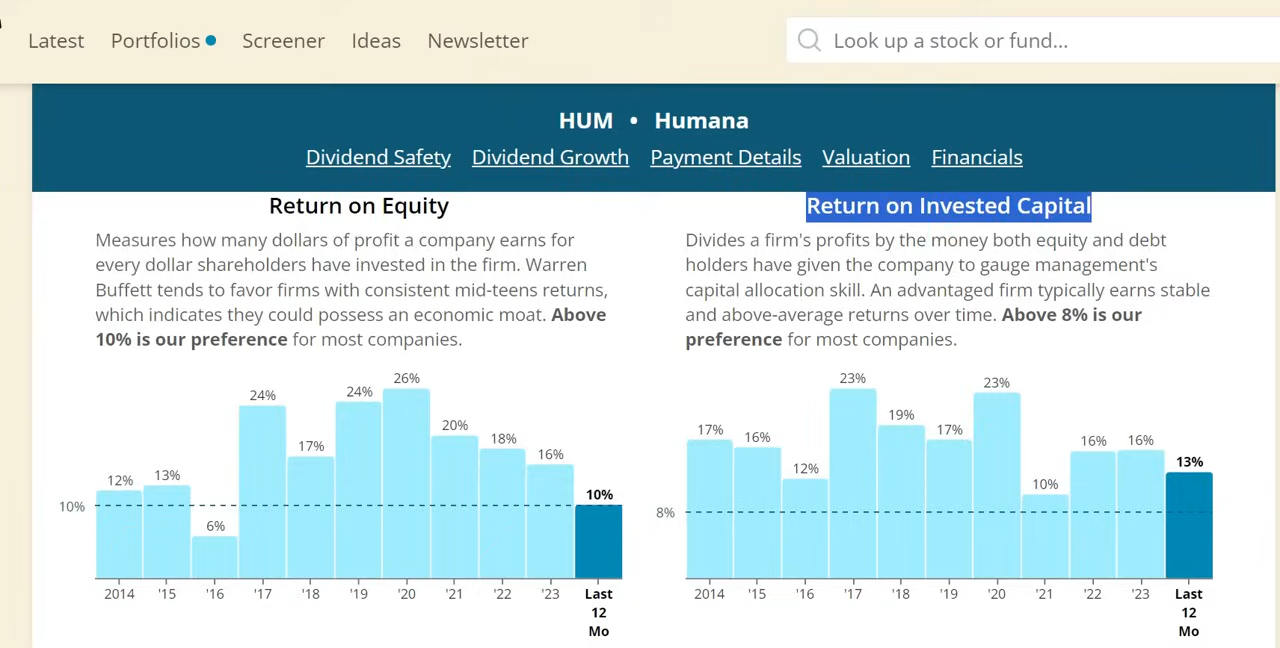 Latest Portfolios Screener Ideas Newsletter Look up a stock or fund...
HUM • Humana
Dividend Safety Dividend Growth Payment Details Valuation Financials
Return on Equity
Measures how many dollars of profit a company earns for
every dollar shareholders have invested in the firm. Warren
Buffett tends to favor firms with consistent mid-teens returns,
which indicates they could possess an economic moat. Above
10% is our preference for most companies.
26%
24%
24%
20%
18%
17%
16%
13%
12%
10%
10%
6%
2014 '15 '16 '17 '18 '19 '20 '21 '22 '23 Last
12
Mo
Return on Invested Capital
Divides a firm's profits by the money both equity and debt
holders have given the company to gauge management's
capital allocation skill. An advantaged firm typically earns stable
and above-average returns over time. Above 8% is our
preference for most companies.
23%
23%
19%
17%
17%
16%
16%
16%
13%
12%
10%
8%
2014 '15 '16 '17 '18 '19 '20 '21 '22 '23 Last
12
Mo